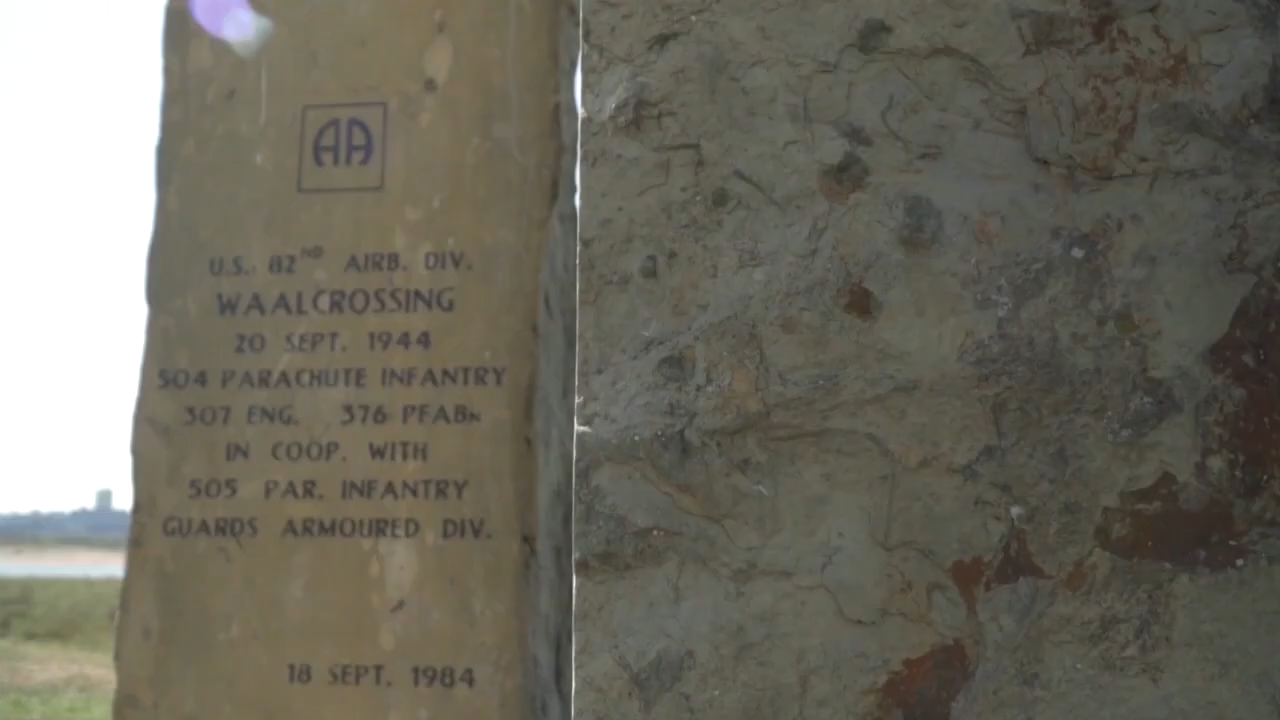 AA
U.S. 82ND AIRB. DIV.
WAALCROSSING
20 SEPT. 1944
504 PARACHUTE INFANTRY
307 ENG. 376 PFABN
IN COOP. WITH
505 PAR. INFANTRY
GUARDS ARMOURED DIV.
18 SEPT. 1984